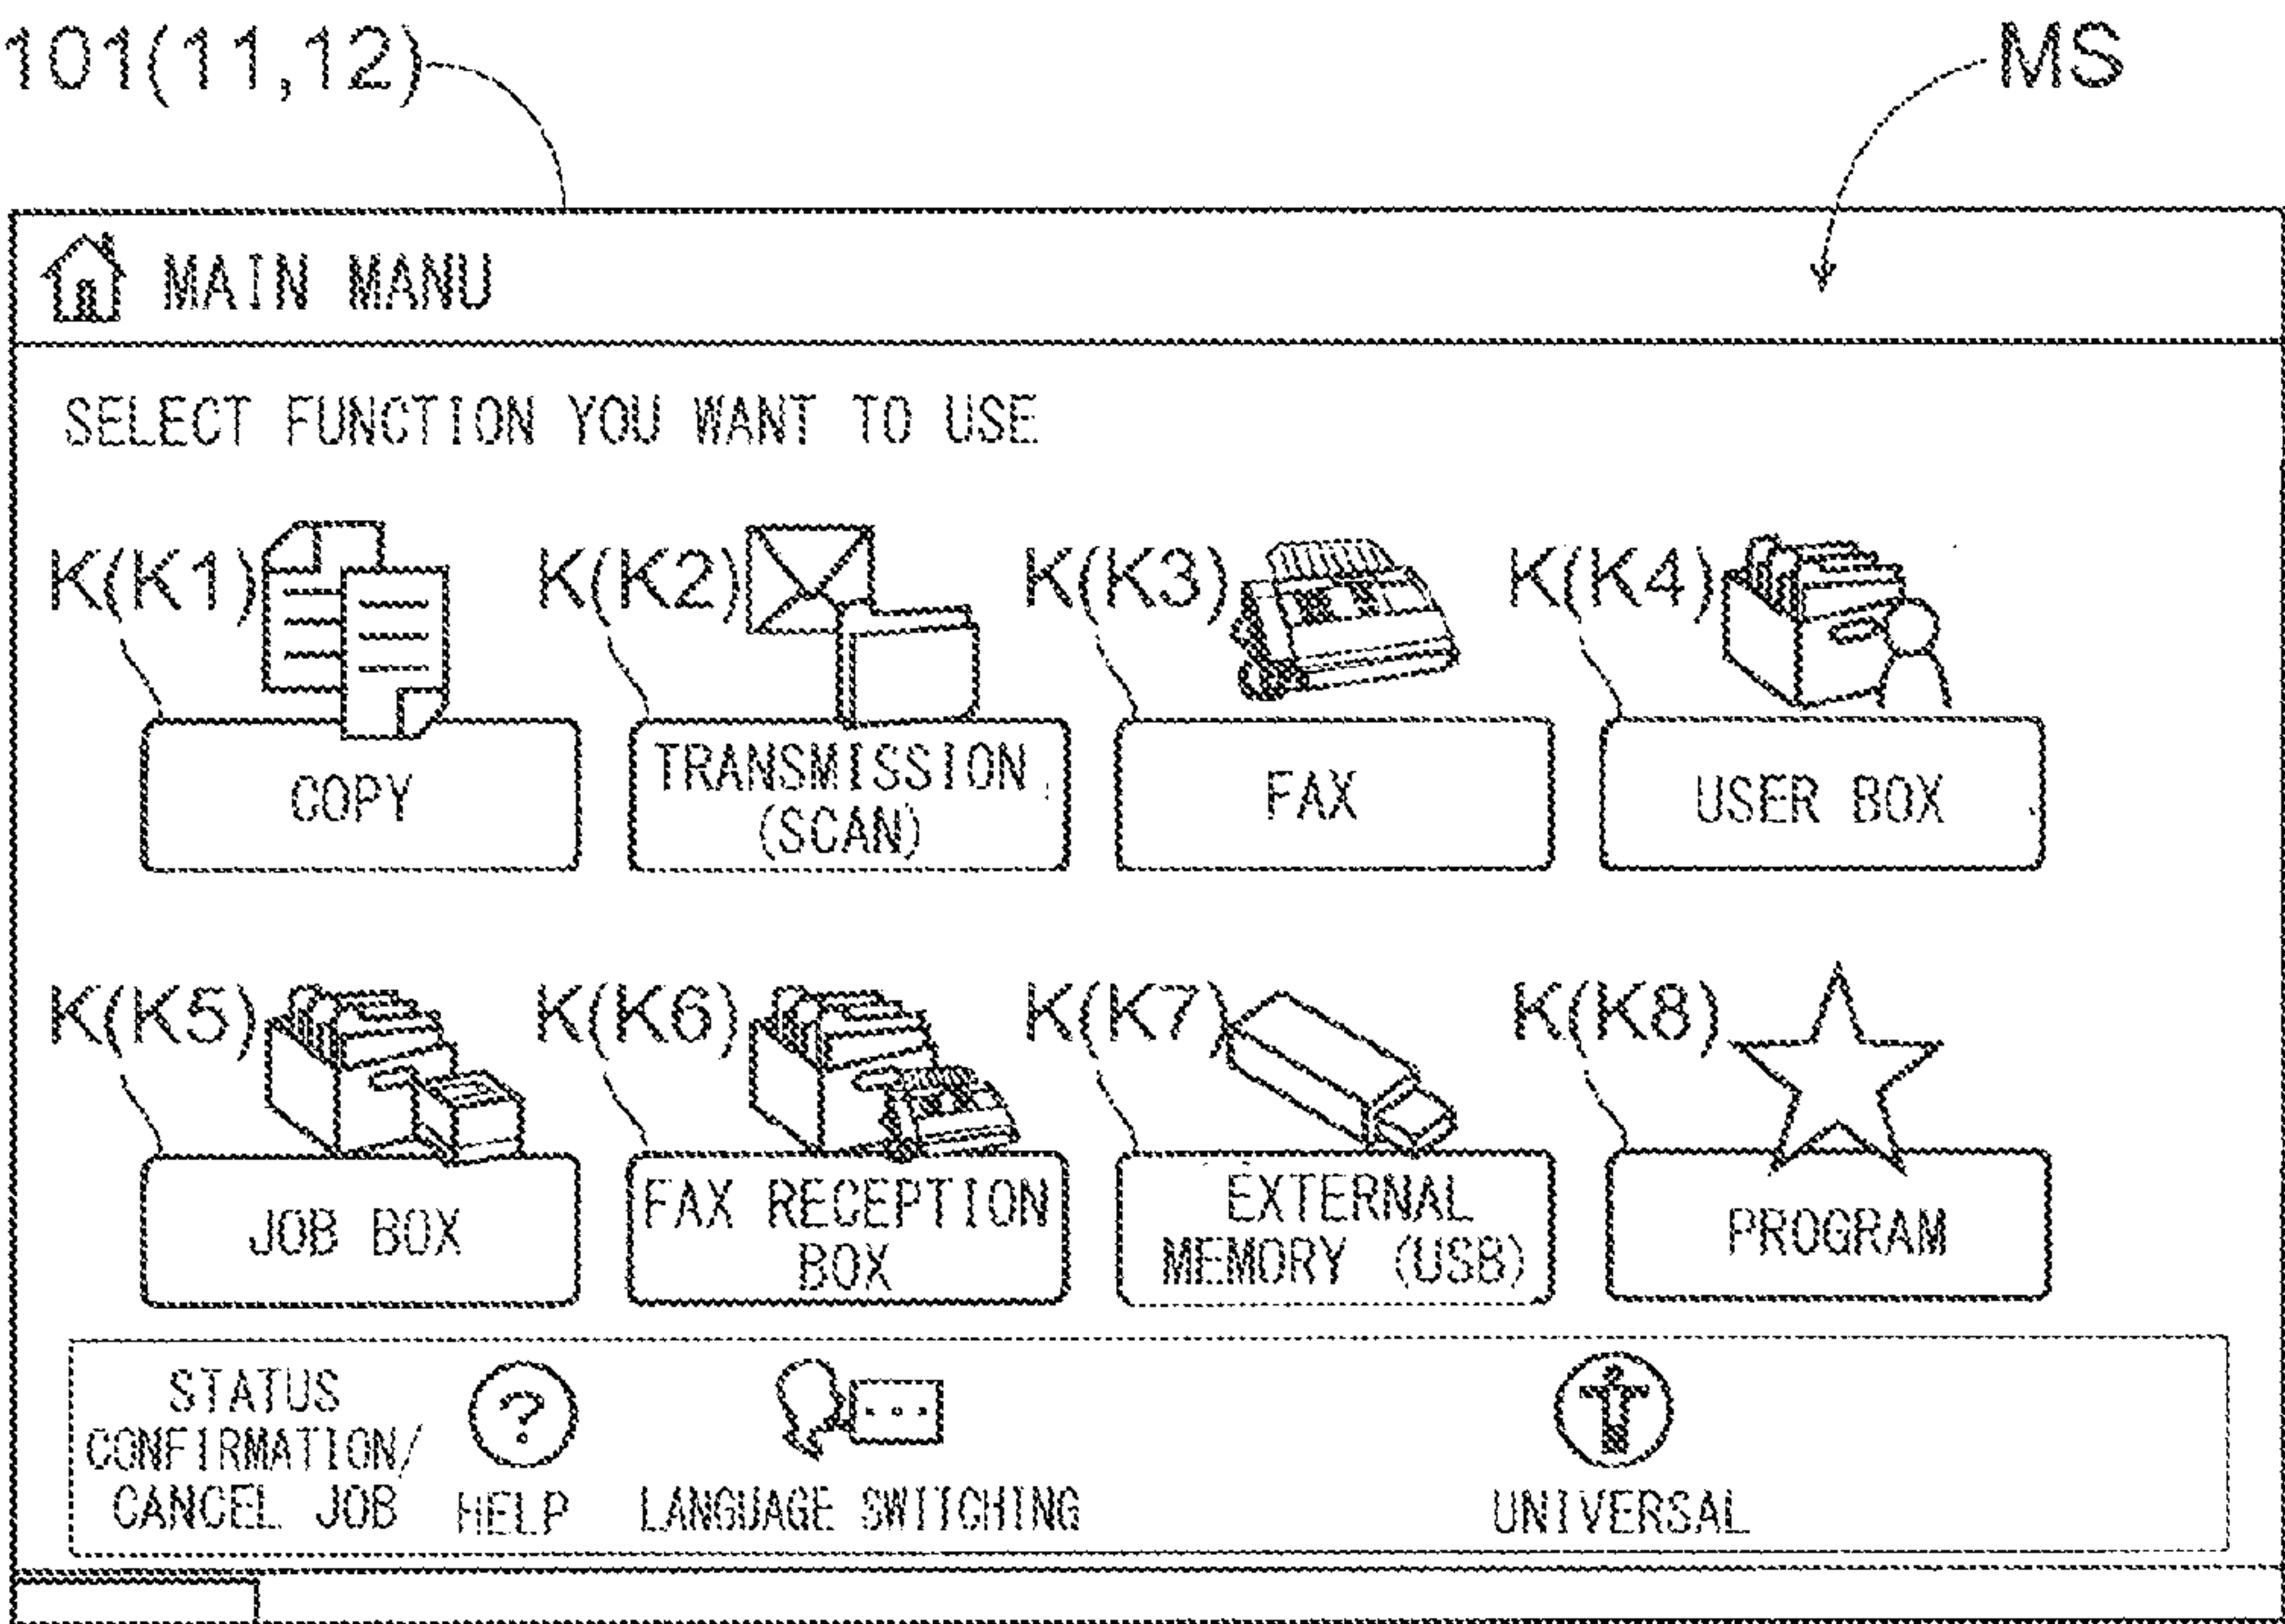 101(11,12)
MS
MAIN MANU
SELECT FUNCTION YOU WANT TO USE
K(K1)
K(K2)
K(K3)
K(K4)
COPY
TRANSMISSION
(SCAN)
FAX
USER BOX
K(K5)
K(K6)
K(K7)
K(K8)
JOB BOX
FAX RECEPTION
BOX
EXTERNAL
MEMORY (USB)
PROGRAM
STATUS
CONFIRMATION/
CANCEL JOB
?
HELP
LANGUAGE SWITCHING
UNIVERSAL